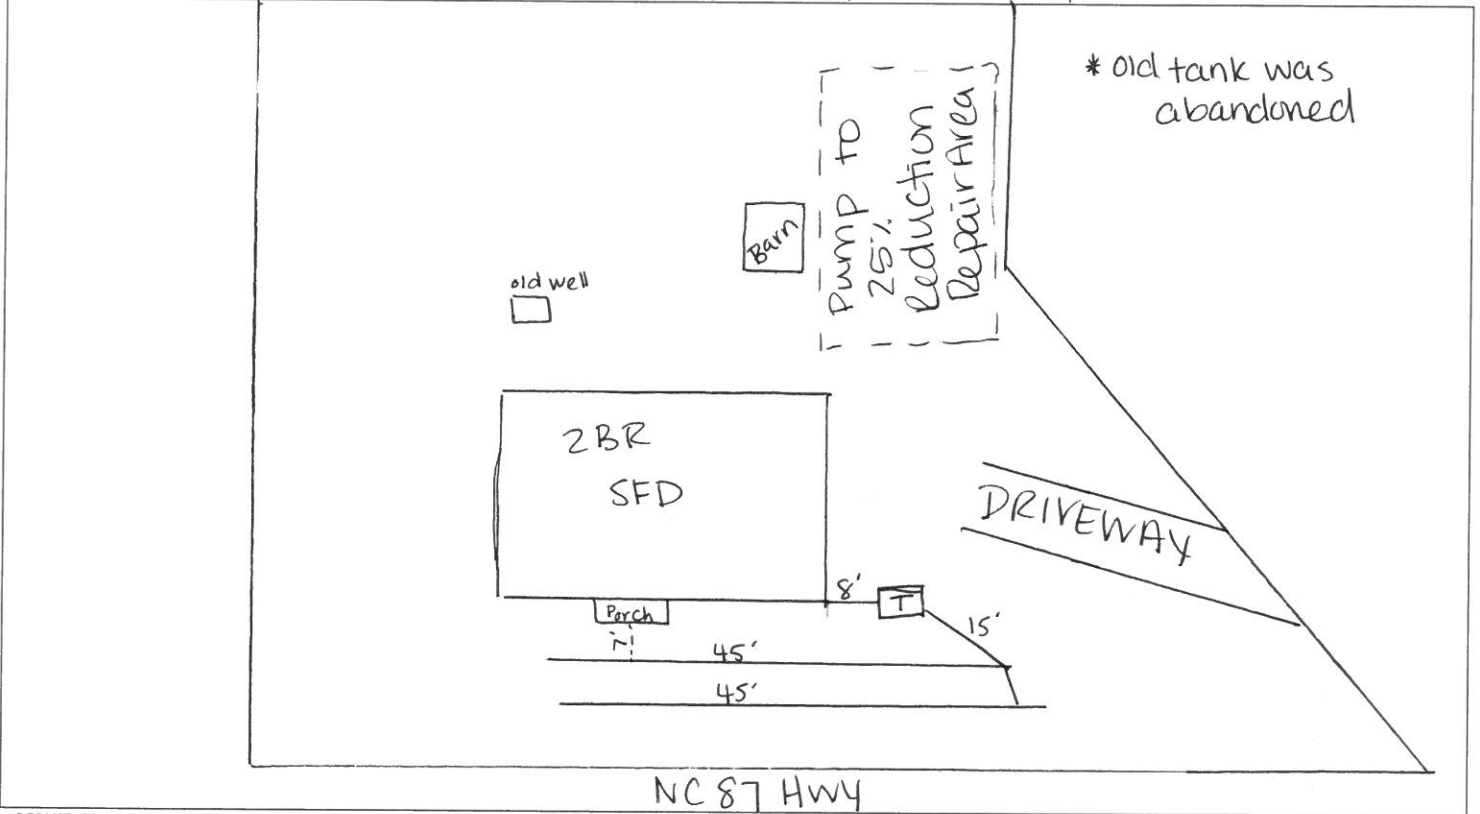 * old tank was
abandoned
Pump to
25%
Reduction
Repair Area
Barn
old well
2BR
SFD
DRIVEWAY
8'
T
Porch
15'
7'
45'
45'
NC 87 HWY